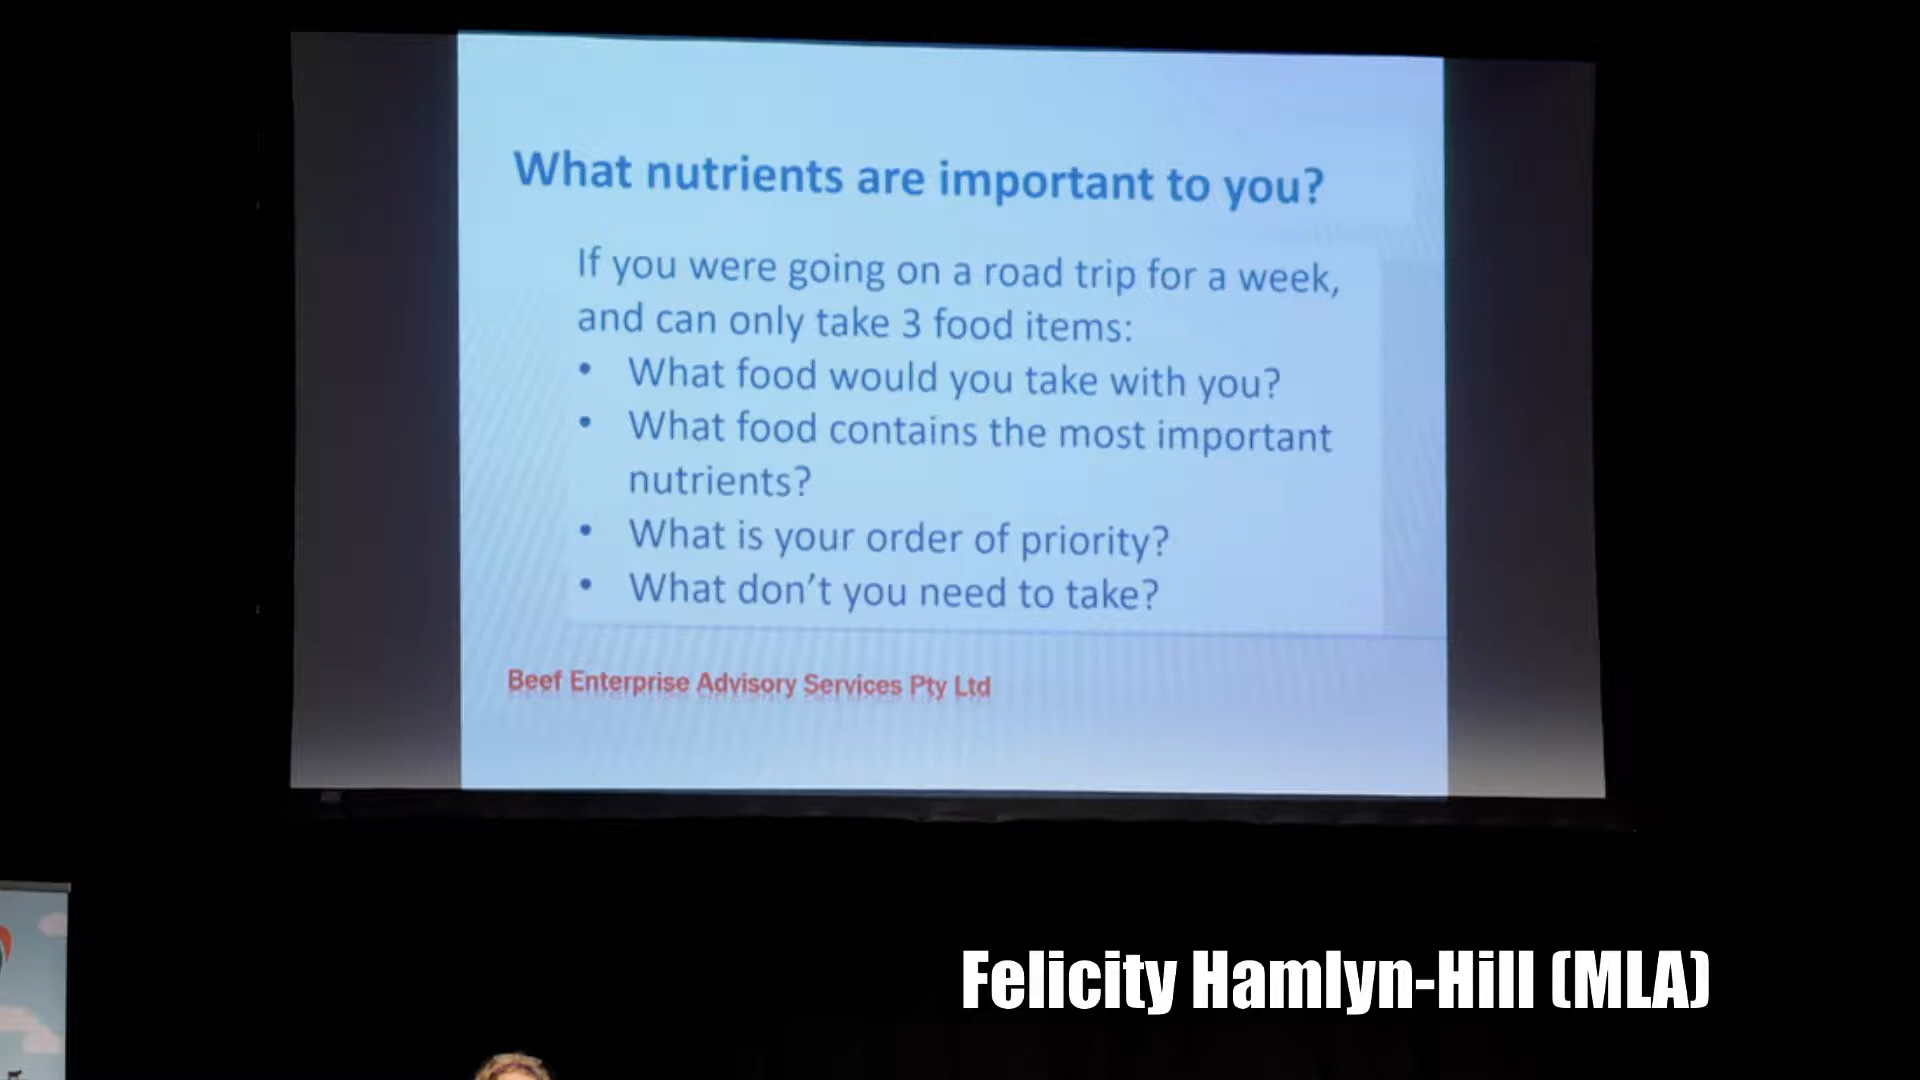 What nutrients are important to you?
If you were going on a road trip for a week,
and can only take 3 food items:
• What food would you take with you?
• What food contains the most important
nutrients?
• What is your order of priority?
• What don't you need to take?
Beef Enterprise Advisory Services Pty Ltd
Felicity Hamlyn-Hill (MLA)